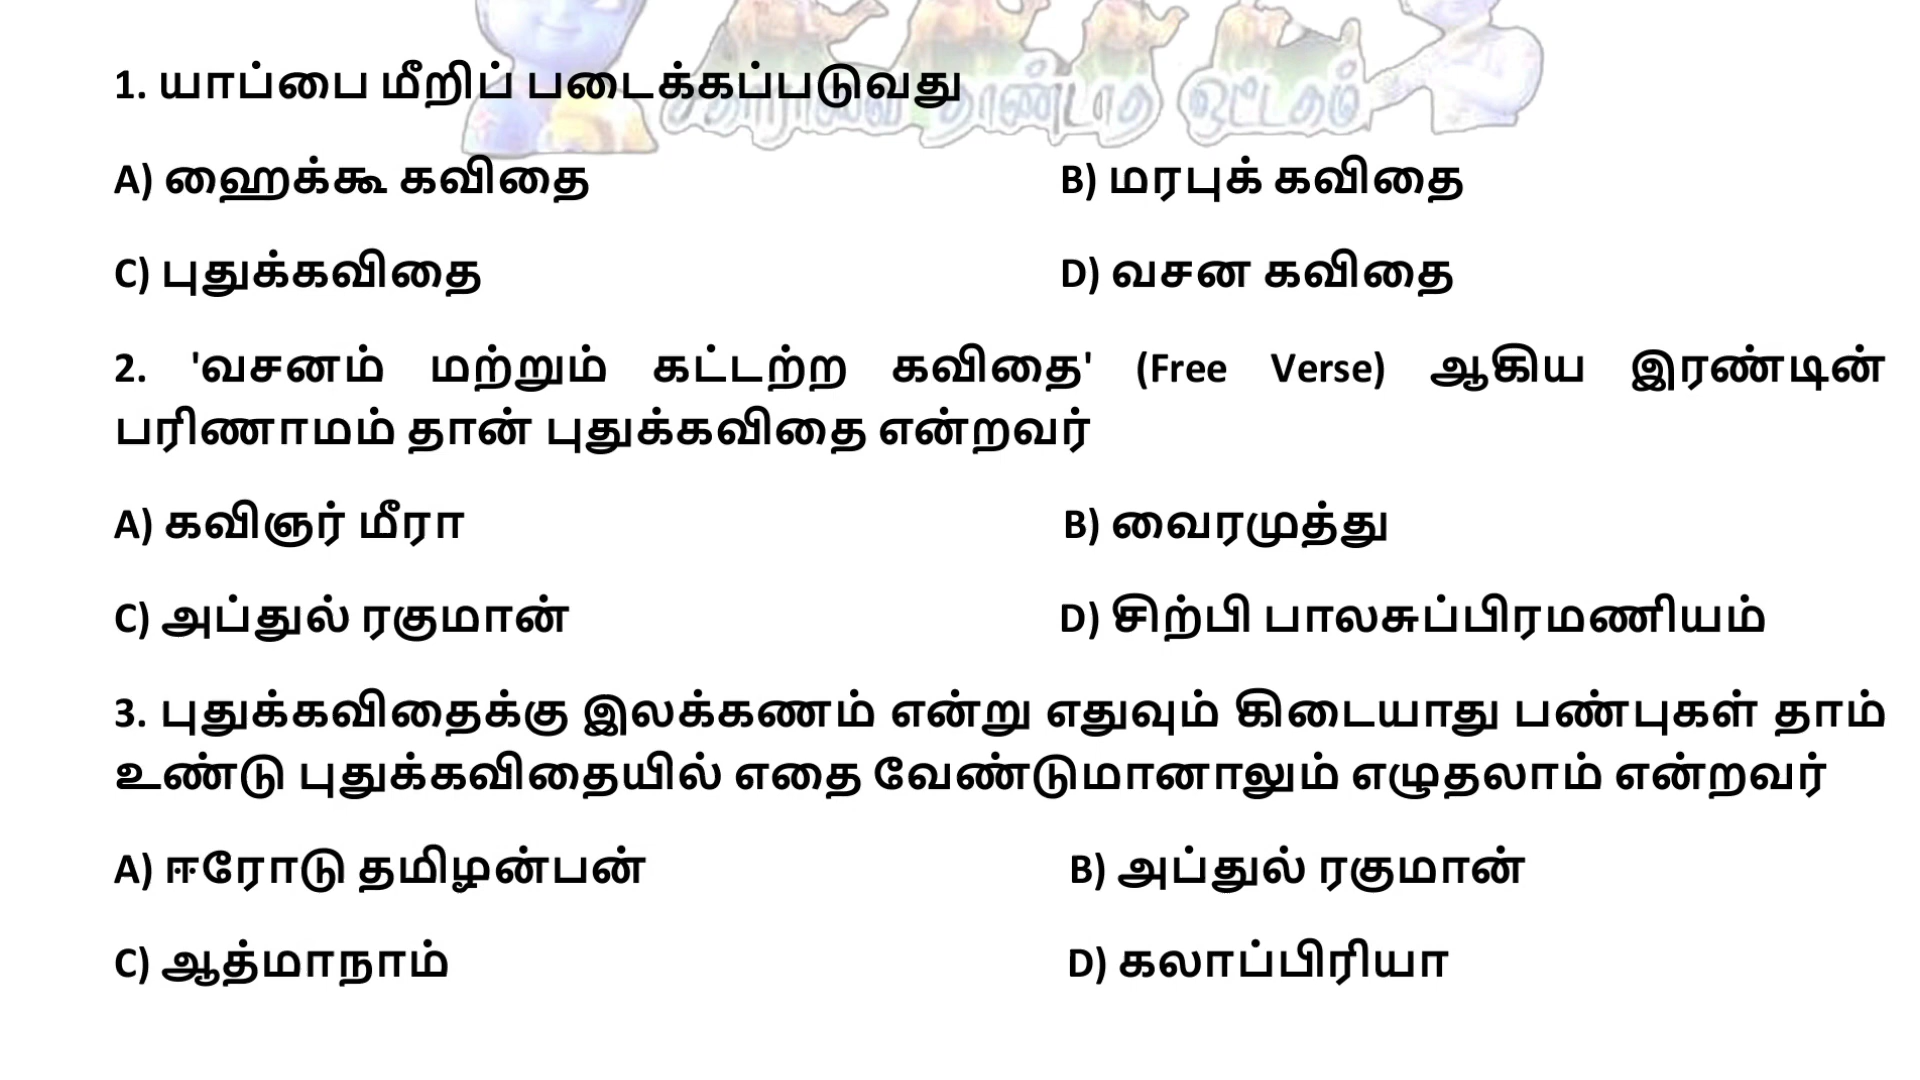 சகாராவை தாண்டாத ஒட்டகம்
1. யாப்பை மீறிப் படைக்கப்படுவது
A) ஹைக்கூ கவிதை B) மரபுக் கவிதை
C) புதுக்கவிதை D) வசன கவிதை
2. 'வசனம் மற்றும் கட்டற்ற கவிதை' (Free Verse) ஆகிய இரண்டின்
பரிணாமம் தான் புதுக்கவிதை என்றவர்
A) கவிஞர் மீரா B) வைரமுத்து
C) அப்துல் ரகுமான் D) சிற்பி பாலசுப்பிரமணியம்
3. புதுக்கவிதைக்கு இலக்கணம் என்று எதுவும் கிடையாது பண்புகள் தாம்
உண்டு புதுக்கவிதையில் எதை வேண்டுமானாலும் எழுதலாம் என்றவர்
A) ஈரோடு தமிழன்பன் B) அப்துல் ரகுமான்
C) ஆத்மாநாம் D) கலாப்பிரியா